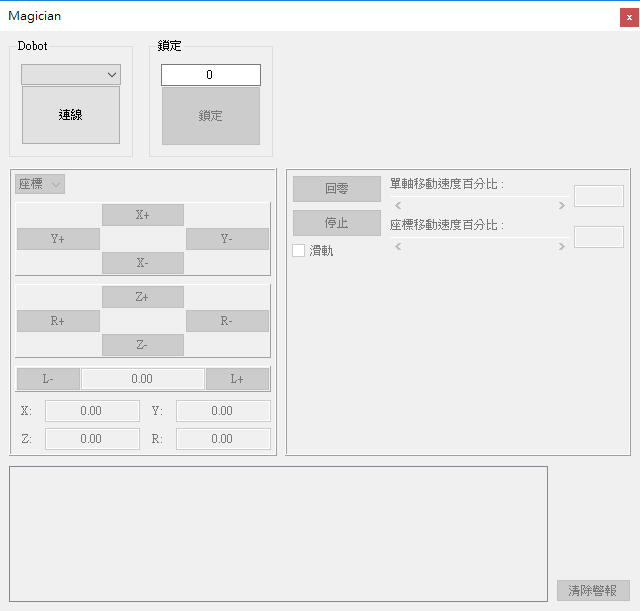 Magician
x
Dobot
鎖定
0
連線
鎖定
座標
X+
Y+
Y-
X-
Z+
R+
R-
Z-
L-
0.00
L+
X:
0.00
Y:
0.00
Z:
0.00
R:
0.00
回零
單軸移動速度百分比 :
停止
座標移動速度百分比 :
滑軌
清除警報